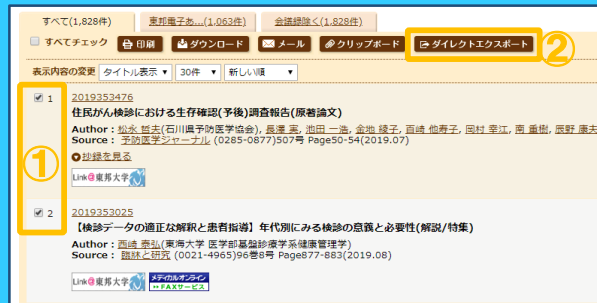 すべて(1,828件) 東邦電子あ...(1,063件) 会議録除く(1,828件)
すべてチェック 印刷 ダウンロード メール クリップボード ダイレクトエクスポート ②
表示内容の変更 タイトル表示 ▼ 30件 ▼ 新しい順 ▼
①
1 2019353476
住民がん検診における生存確認(予後)調査報告(原著論文)
Author：松永 哲夫(石川県予防医学協会), 長澤 実, 池田 一浩, 金地 綾子, 百崎 他寿子, 岡村 幸江, 南 重樹, 辰野 康夫
Source： 予防医学ジャーナル (0285-0877)507号 Page50-54(2019.07)
抄録を見る
Link@東邦大学
2 2019353025
【検診データの適正な解釈と患者指導】年代別にみる検診の意義と必要性(解説/特集)
Author：西崎 泰弘(東海大学 医学部基盤診療学系健康管理学)
Source： 臨牀と研究 (0021-4965)96巻8号 Page877-883(2019.08)
Link@東邦大学 メディカルオンライン
FAXサービス